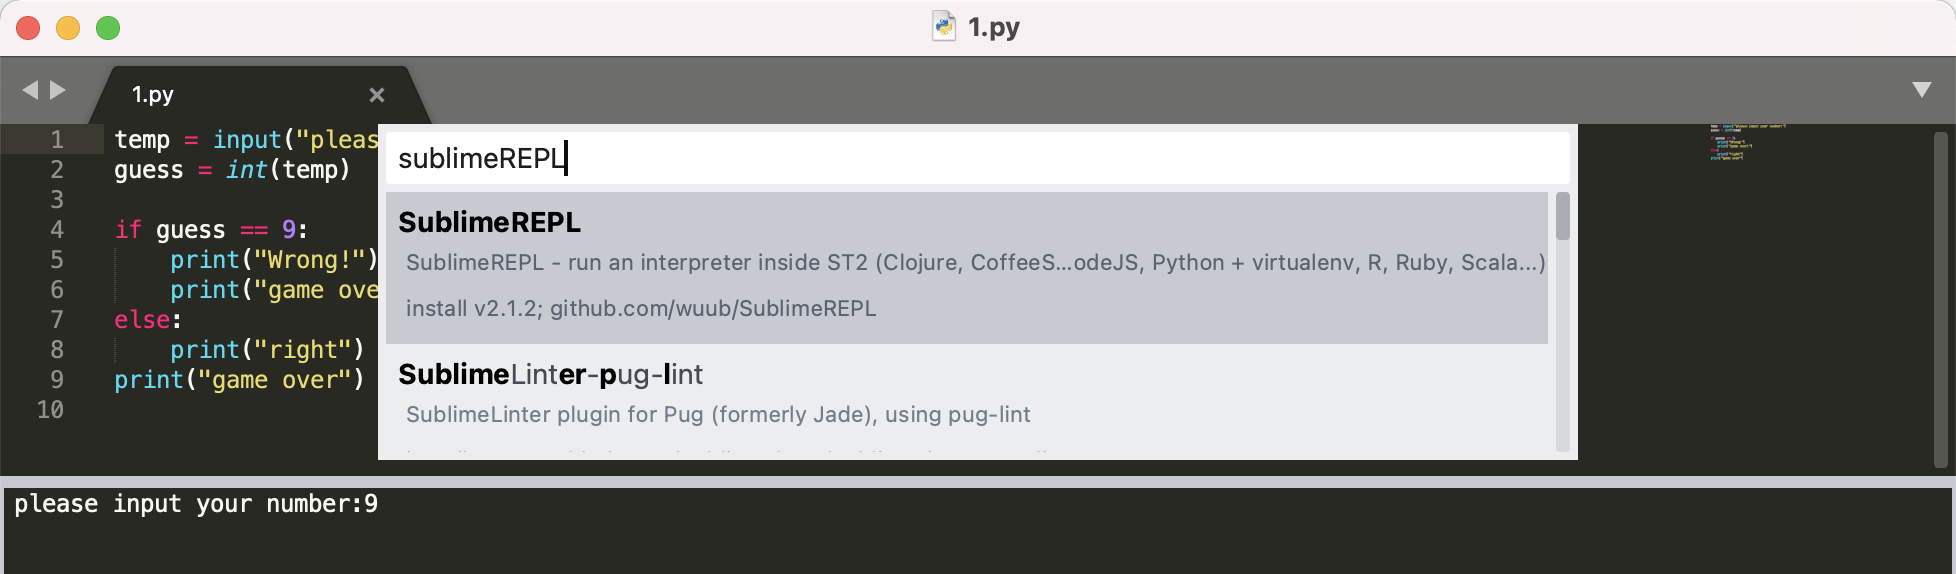 1.py
1.py
sublimeREPL
SublimeREPL
SublimeREPL - run an interpreter inside ST2 (Clojure, CoffeeS...odeJS, Python + virtualenv, R, Ruby, Scala...)
install v2.1.2; github.com/wuub/SublimeREPL
SublimeLinter-pug-lint
SublimeLinter plugin for Pug (formerly Jade), using pug-lint
1 temp = input("pleas
2 guess = int(temp)
3
4 if guess == 9:
5     print("Wrong!")
6     print("game ove
7 else:
8     print("right")
9 print("game over")
10
please input your number:9